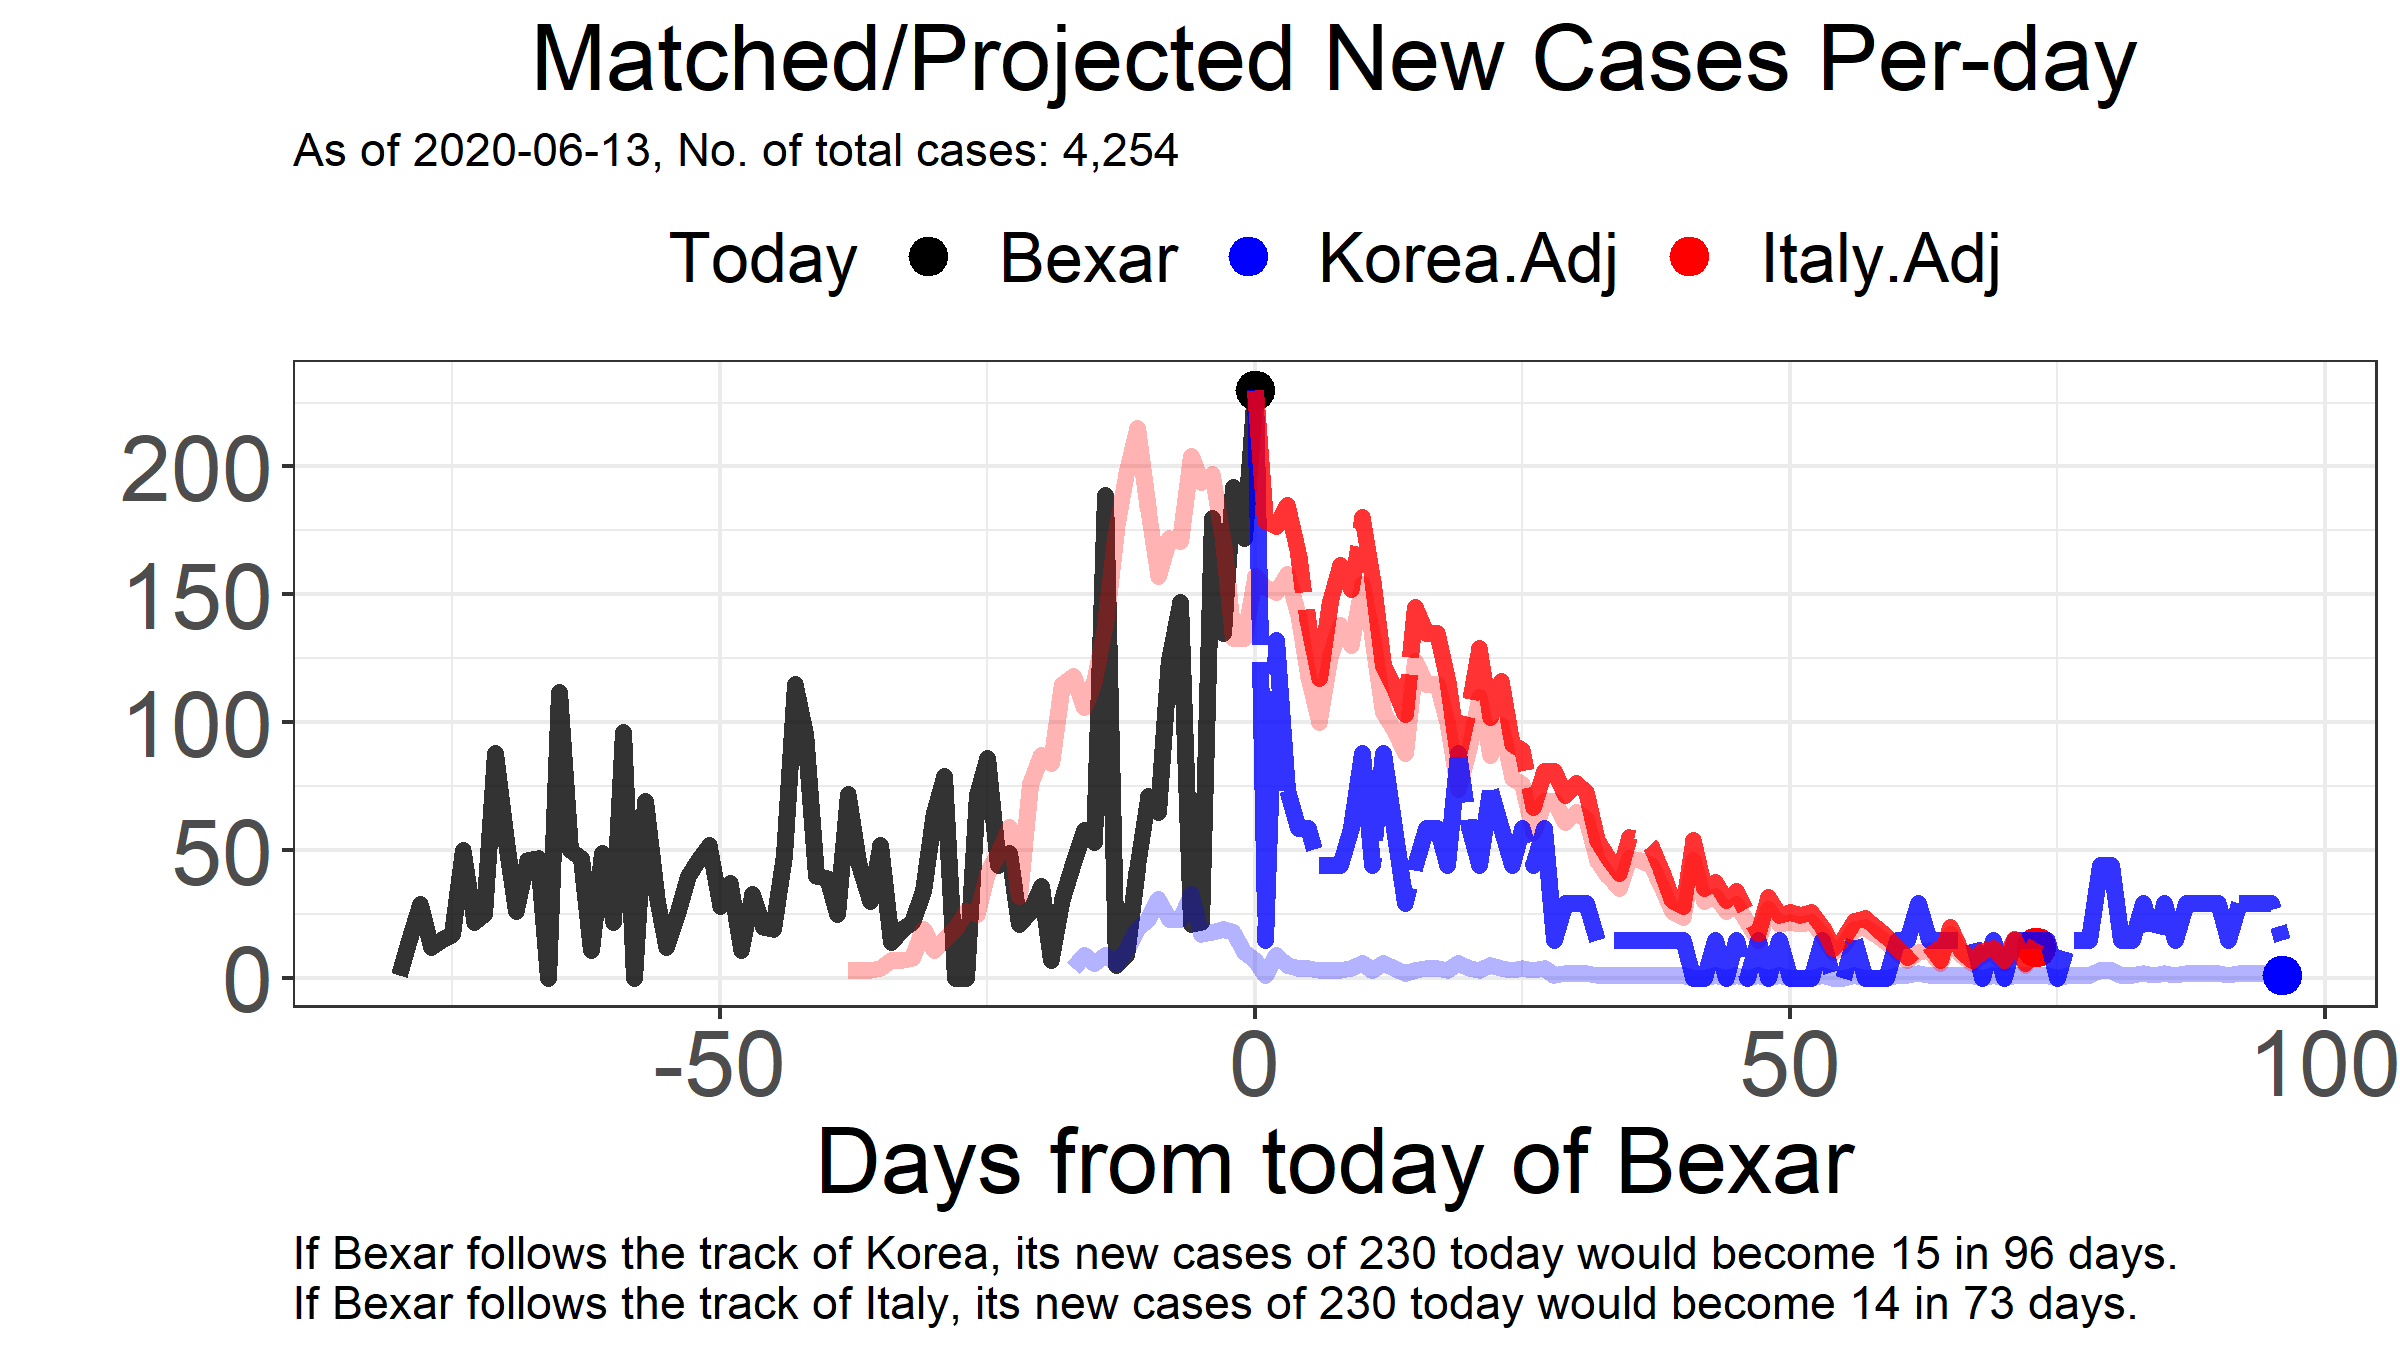 Matched/Projected New Cases Per-day
As of 2020-06-13, No. of total cases: 4,254
Today Bexar Korea.Adj Italy.Adj
200
150
100
50
0
-50 0 50 100
Days from today of Bexar
If Bexar follows the track of Korea, its new cases of 230 today would become 15 in 96 days.
If Bexar follows the track of Italy, its new cases of 230 today would become 14 in 73 days.